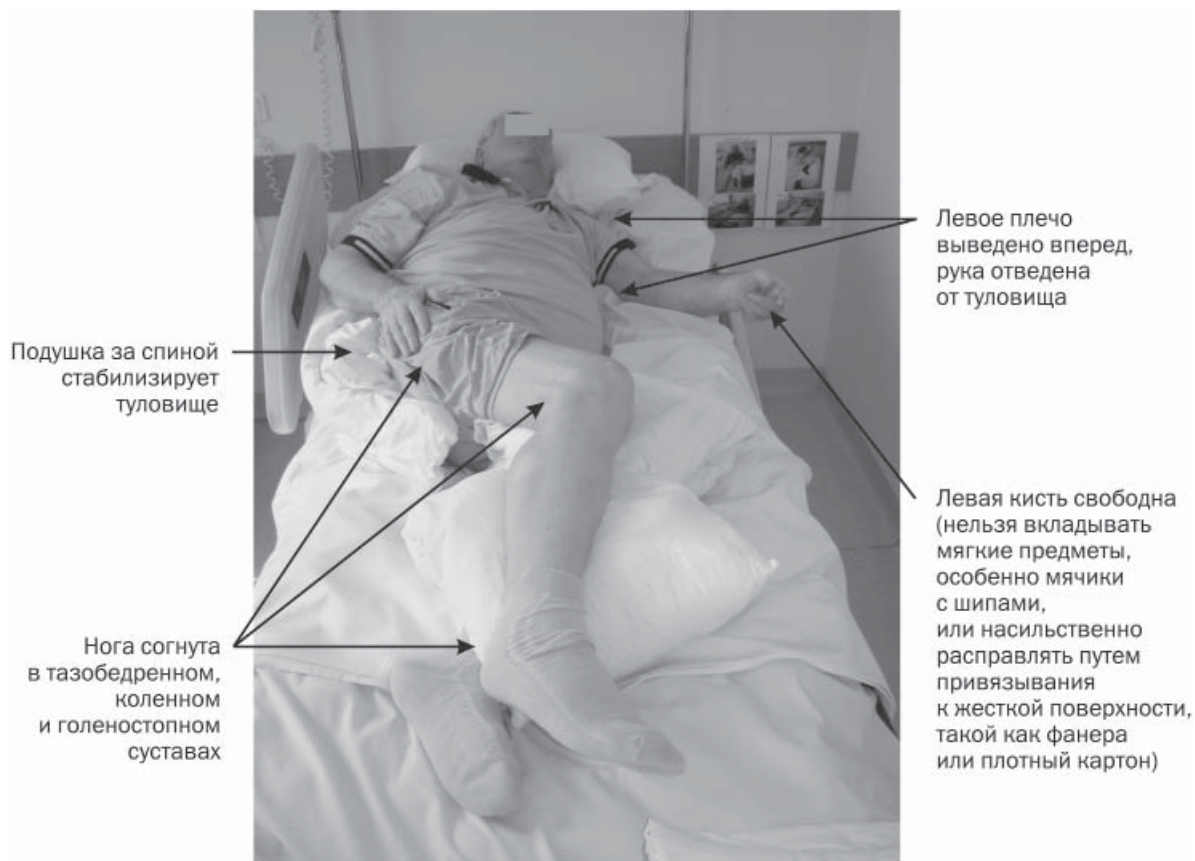 Левое плечо
выведено вперед,
рука отведена
от туловища
Подушка за спиной
стабилизирует
туловище
Левая кисть свободна
(нельзя вкладывать
мягкие предметы,
особенно мячики
с шипами,
или насильственно
расправлять путем
привязывания
к жесткой поверхности,
такой как фанера
или плотный картон)
Нога согнута
в тазобедренном,
коленном
и голеностопном
суставах